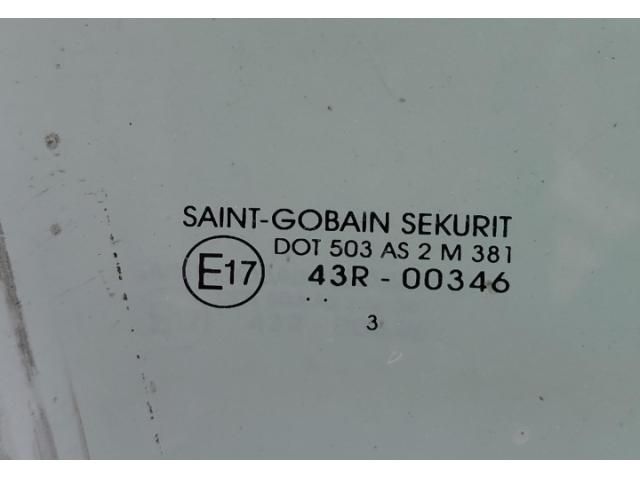 SAINT-GOBAIN SEKURIT
DOT 503 AS 2 M 381
E17 43R - 00346
. .
3